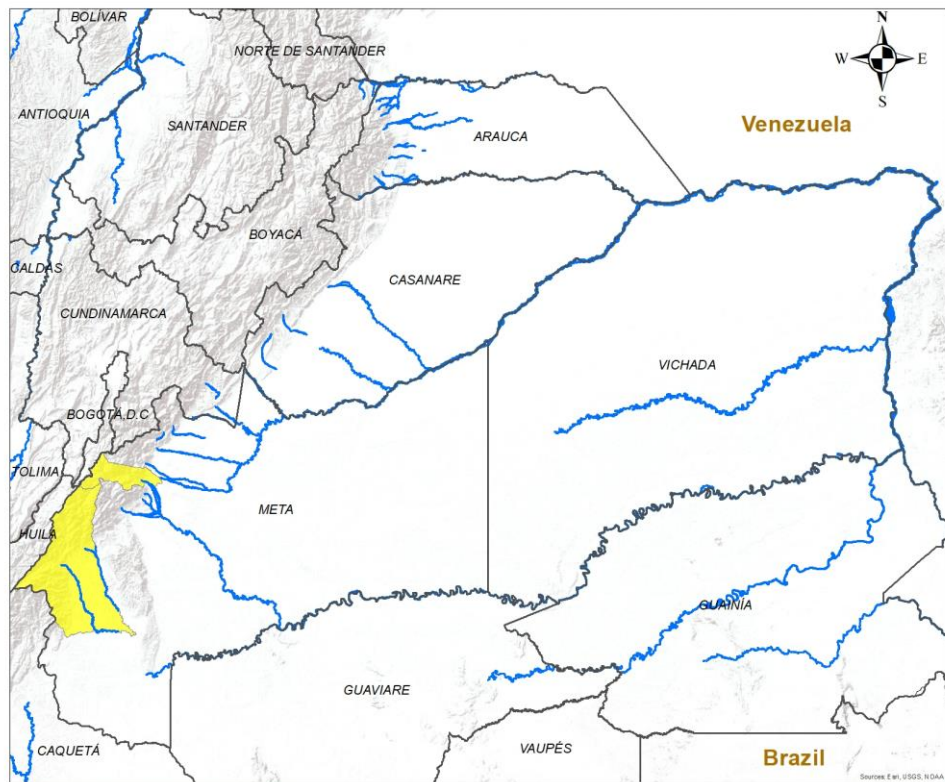 BOLÍVAR
NORTE DE SANTANDER
N
W
E
S
ANTIOQUIA
SANTANDER
ARAUCA
Venezuela
BOYACÁ
CALDAS
CASANARE
CUNDINAMARCA
VICHADA
BOGOTÁ, D.C
TOLIMA
META
HUILA
GUAINÍA
GUAVIARE
CAQUETÁ
VAUPÉS
Brazil
Sources: Esri, USGS, NOAA